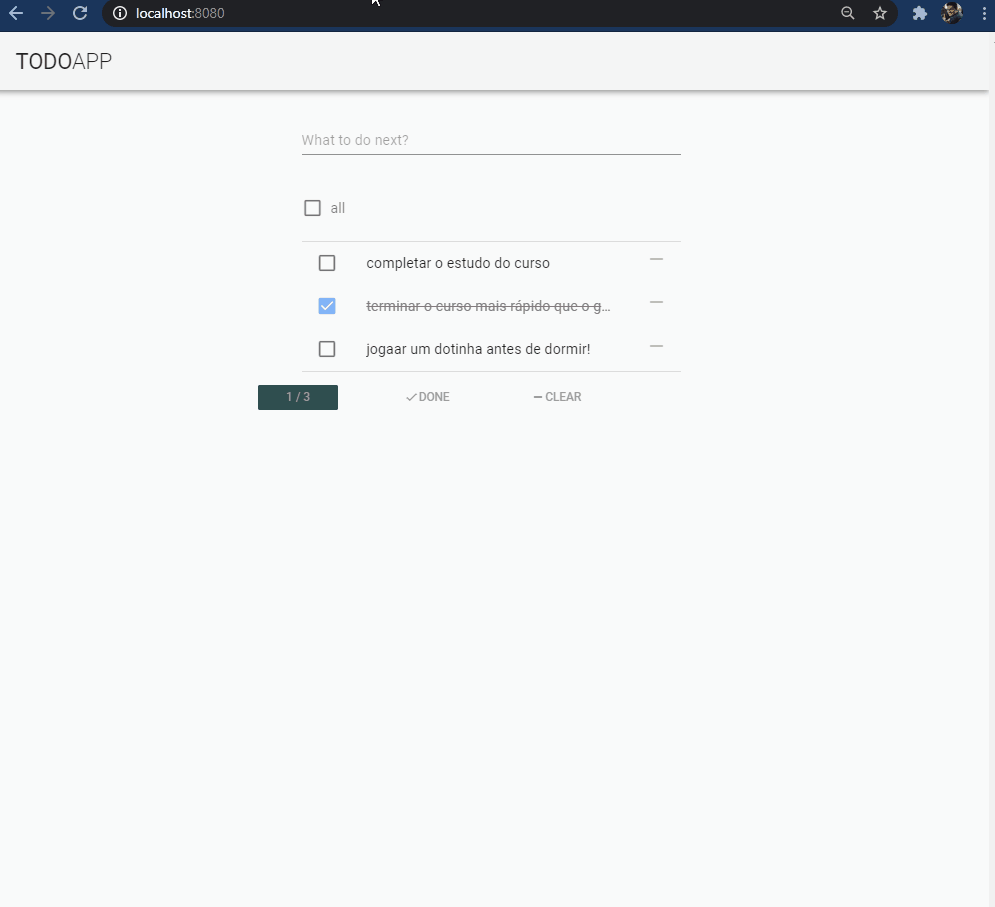 localhost:8080
TODOAPP
What to do next?
all
completar o estudo do curso
terminar o curso mais rápido que o g...
jogaar um dotinha antes de dormir!
1 / 3 DONE CLEAR